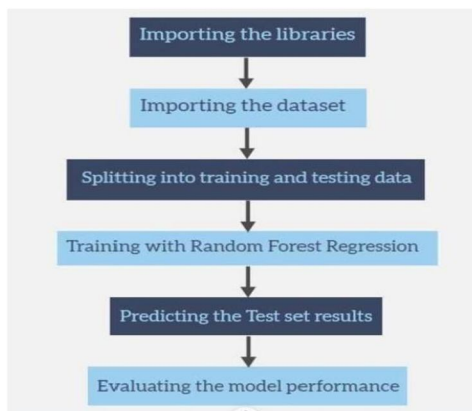 Importing the libraries
Importing the dataset
Splitting into training and testing data
Training with Random Forest Regression
Predicting the Test set results
Evaluating the model performance